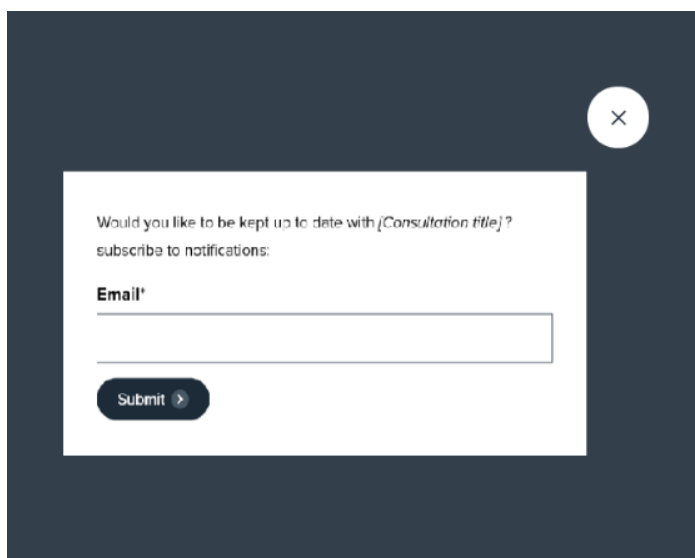 Would you like to be kept up to date with [Consultation title]?
subscribe to notifications:
Email*
Submit